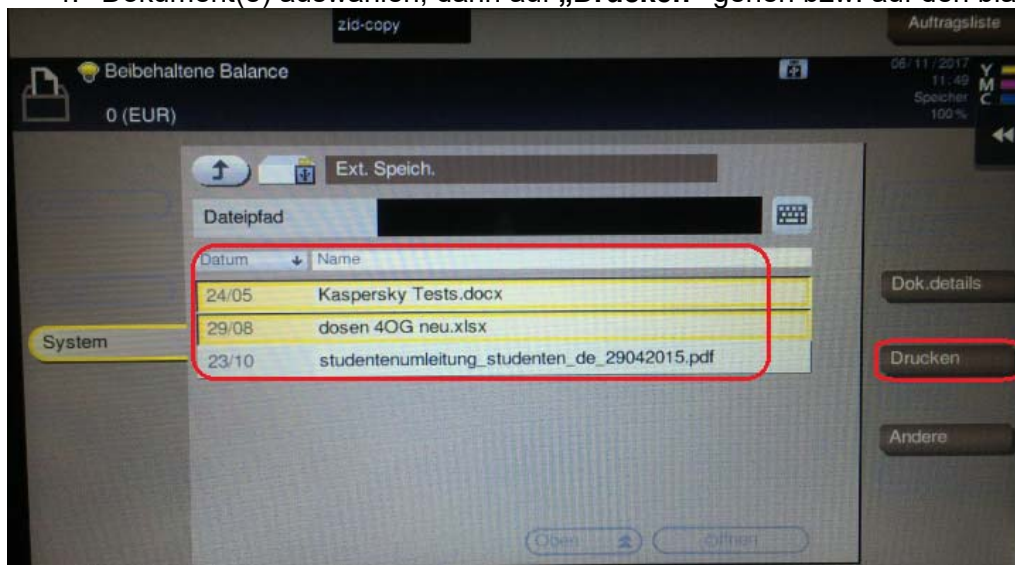 Dokument(e) auswählen, dann auf „Drucken" gehen bzw. auf den
zid-copy
Auftragsliste
Beibehaltene Balance
06/11/2017
11:49
Speicher
100%
Y
M
C
0 (EUR)
Ext. Speich.
Dateipfad
Datum Name
24/05 Kaspersky Tests.docx
29/08 dosen 4OG neu.xlsx
23/10 studentenumleitung_studenten_de_29042015.pdf
System
Dok.details
Drucken
Andere
Oben Öffnen